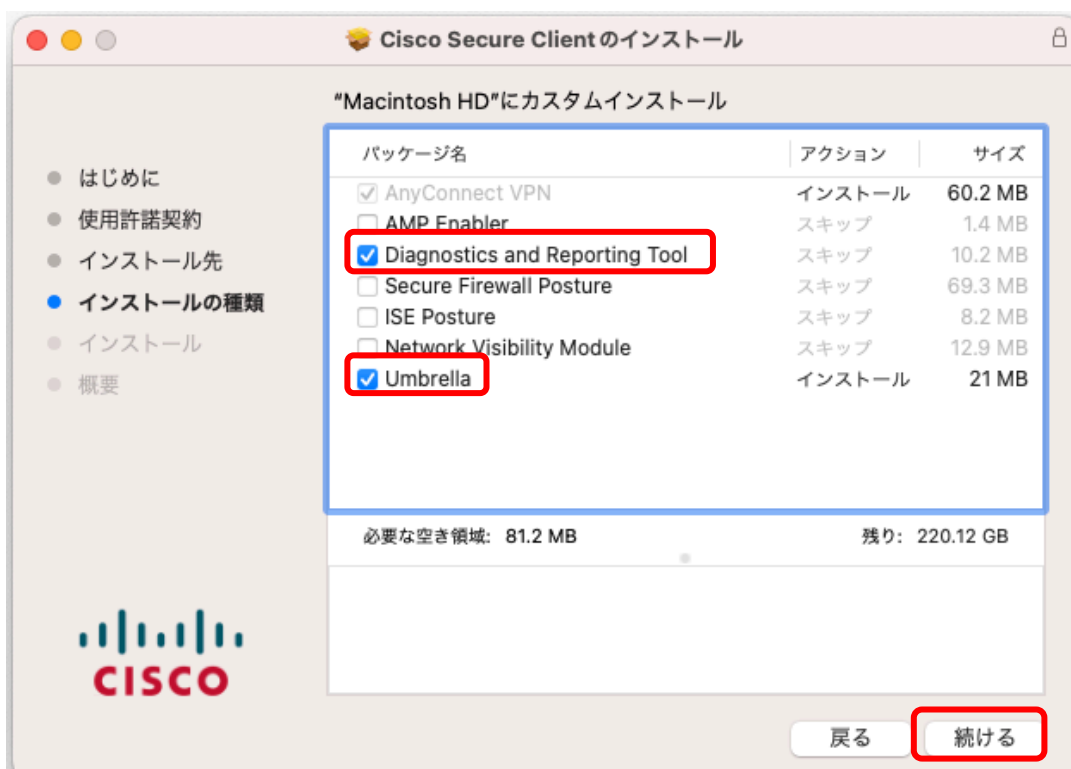 Cisco Secure Clientのインストール
"Macintosh HD"にカスタムインストール
はじめに
使用許諾契約
インストール先
インストールの種類
インストール
概要
パッケージ名 アクション サイズ
AnyConnect VPN インストール 60.2 MB
AMP Enabler スキップ 1.4 MB
Diagnostics and Reporting Tool スキップ 10.2 MB
Secure Firewall Posture スキップ 69.3 MB
ISE Posture スキップ 8.2 MB
Network Visibility Module スキップ 12.9 MB
Umbrella インストール 21 MB
必要な空き領域: 81.2 MB 残り: 220.12 GB
CISCO
戻る 続ける